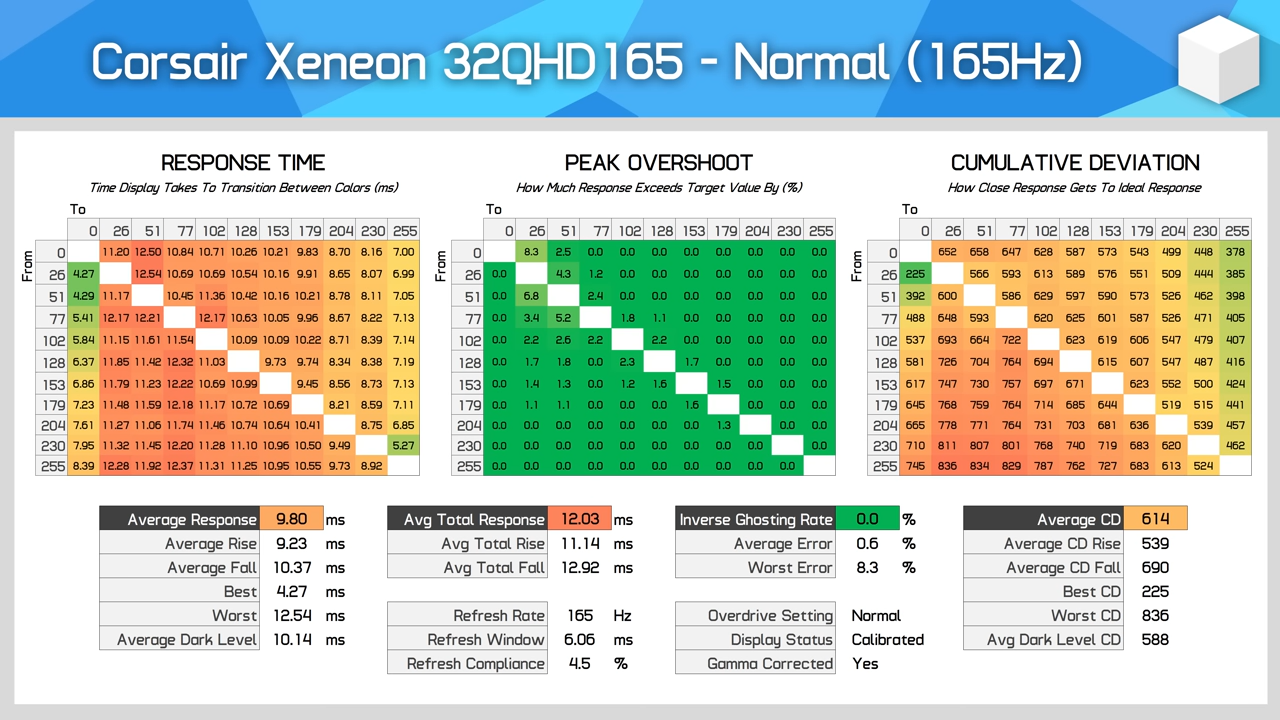 Corsair Xeneon 32QHD165 - Normal (165Hz)
RESPONSE TIME
Time Display Takes To Transition Between Colors (ms)
To
From
0 26 51 77 102 128 153 179 204 230 255
0 11.20 12.50 10.84 10.71 10.26 10.21 9.83 8.70 8.16 7.00
26 4.27 12.54 10.69 10.69 10.54 10.16 9.91 8.65 8.07 6.99
51 4.29 11.17 10.45 11.36 10.42 10.16 10.21 8.78 8.11 7.05
77 5.41 12.17 12.21 12.17 10.63 10.05 9.96 8.67 8.22 7.13
102 5.84 11.15 11.61 11.54 10.09 10.09 10.22 8.71 8.39 7.14
128 6.37 11.85 11.42 12.32 11.03 9.73 9.74 8.34 8.38 7.19
153 6.86 11.79 11.23 12.22 10.69 10.99 9.45 8.56 8.73 7.13
179 7.23 11.48 11.59 12.18 11.17 10.72 10.69 8.21 8.59 7.11
204 7.61 11.27 11.06 11.74 11.46 10.74 10.64 10.41 8.75 6.85
230 7.95 11.32 11.45 12.20 11.28 11.10 10.96 10.50 9.49 5.27
255 8.39 12.28 11.92 12.37 11.31 11.25 10.95 10.55 9.73 8.92
PEAK OVERSHOOT
How Much Response Exceeds Target Value By (%)
To
From
0 26 51 77 102 128 153 179 204 230 255
0 8.3 2.5 0.0 0.0 0.0 0.0 0.0 0.0 0.0 0.0
26 0.0 4.3 1.2 0.0 0.0 0.0 0.0 0.0 0.0 0.0
51 0.0 6.8 2.4 0.0 0.0 0.0 0.0 0.0 0.0 0.0
77 0.0 3.4 5.2 1.8 1.1 0.0 0.0 0.0 0.0 0.0
102 0.0 2.2 2.6 2.2 2.2 0.0 0.0 0.0 0.0 0.0
128 0.0 1.7 1.8 0.0 2.3 1.7 0.0 0.0 0.0 0.0
153 0.0 1.4 1.3 0.0 1.2 1.6 1.5 0.0 0.0 0.0
179 0.0 1.1 1.1 0.0 0.0 0.0 1.6 0.0 0.0 0.0
204 0.0 0.0 0.0 0.0 0.0 0.0 0.0 1.3 0.0 0.0
230 0.0 0.0 0.0 0.0 0.0 0.0 0.0 0.0 0.0 0.0
255 0.0 0.0 0.0 0.0 0.0 0.0 0.0 0.0 0.0 0.0
CUMULATIVE DEVIATION
How Close Response Gets To Ideal Response
To
From
0 26 51 77 102 128 153 179 204 230 255
0 652 658 647 628 587 573 543 499 448 378
26 225 566 593 613 589 576 551 509 444 385
51 392 600 586 629 597 590 573 526 462 398
77 488 648 593 620 625 601 587 526 471 405
102 537 693 664 722 623 619 606 547 479 407
128 581 726 704 764 694 615 607 547 487 416
153 617 747 730 757 697 671 623 552 500 424
179 645 768 759 764 714 685 644 519 515 441
204 665 778 771 764 731 703 681 636 539 457
230 710 811 807 801 768 740 719 683 620 462
255 745 836 834 829 787 762 727 683 613 524
Average Response 9.80 ms
Average Rise 9.23 ms
Average Fall 10.37 ms
Best 4.27 ms
Worst 12.54 ms
Average Dark Level 10.14 ms
Avg Total Response 12.03 ms
Avg Total Rise 11.14 ms
Avg Total Fall 12.92 ms
Refresh Rate 165 Hz
Refresh Window 6.06 ms
Refresh Compliance 4.5 %
Inverse Ghosting Rate 0.0 %
Average Error 0.6 %
Worst Error 8.3 %
Overdrive Setting Normal
Display Status Calibrated
Gamma Corrected Yes
Average CD 614
Average CD Rise 539
Average CD Fall 690
Best CD 225
Worst CD 836
Avg Dark Level CD 588